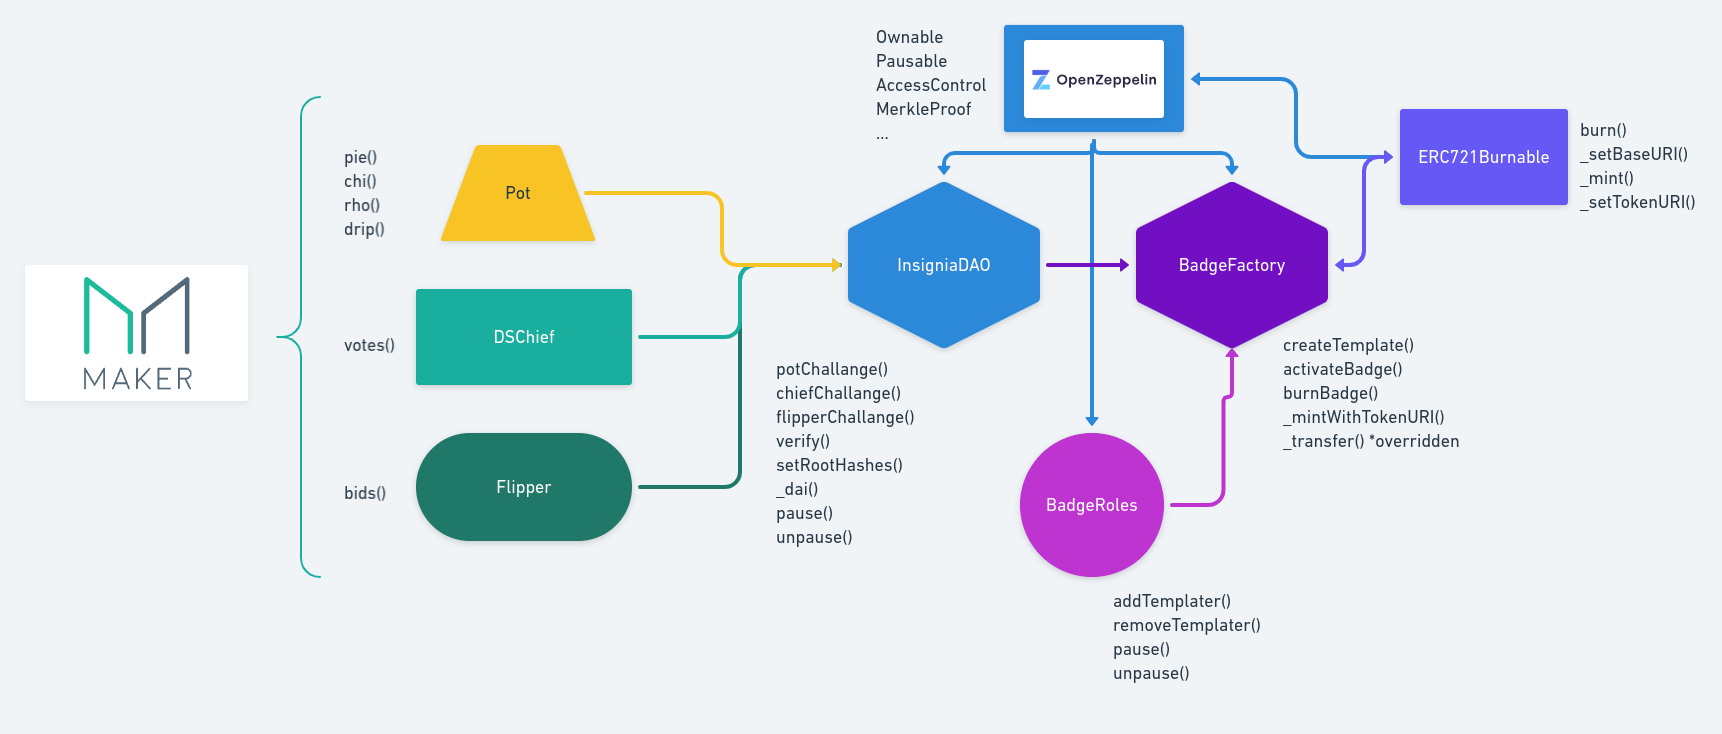 Ownable
Pausable
AccessControl
MerkleProof
...
OpenZeppelin
ERC721Burnable
burn()
_setBaseURI()
_mint()
_setTokenURI()
pie()
chi()
rho()
drip()
Pot
InsigniaDAO
BadgeFactory
MAKER
votes()
DSChief
bids()
Flipper
potChallange()
chiefChallange()
flipperChallange()
verify()
setRootHashes()
_dai()
pause()
unpause()
createTemplate()
activateBadge()
burnBadge()
_mintWithTokenURI()
_transfer() *overridden
BadgeRoles
addTemplater()
removeTemplater()
pause()
unpause()